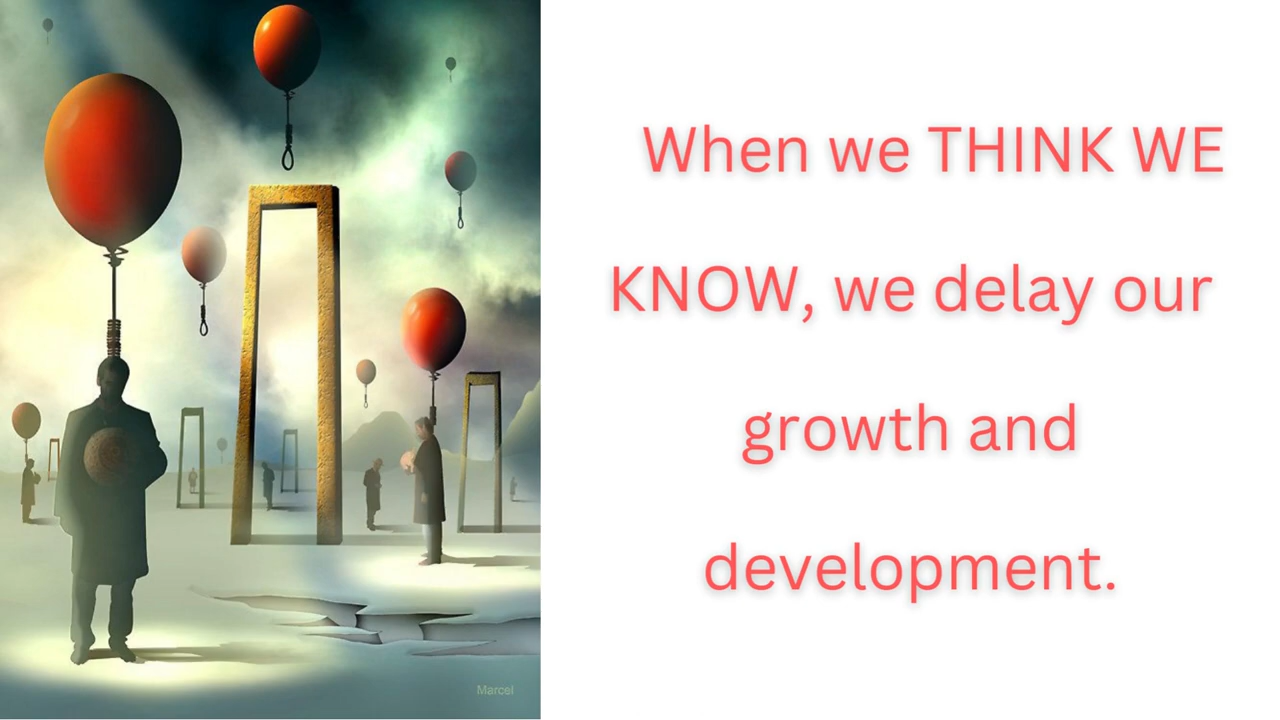 When we THINK WE
KNOW, we delay our
growth and
development.
Marcel